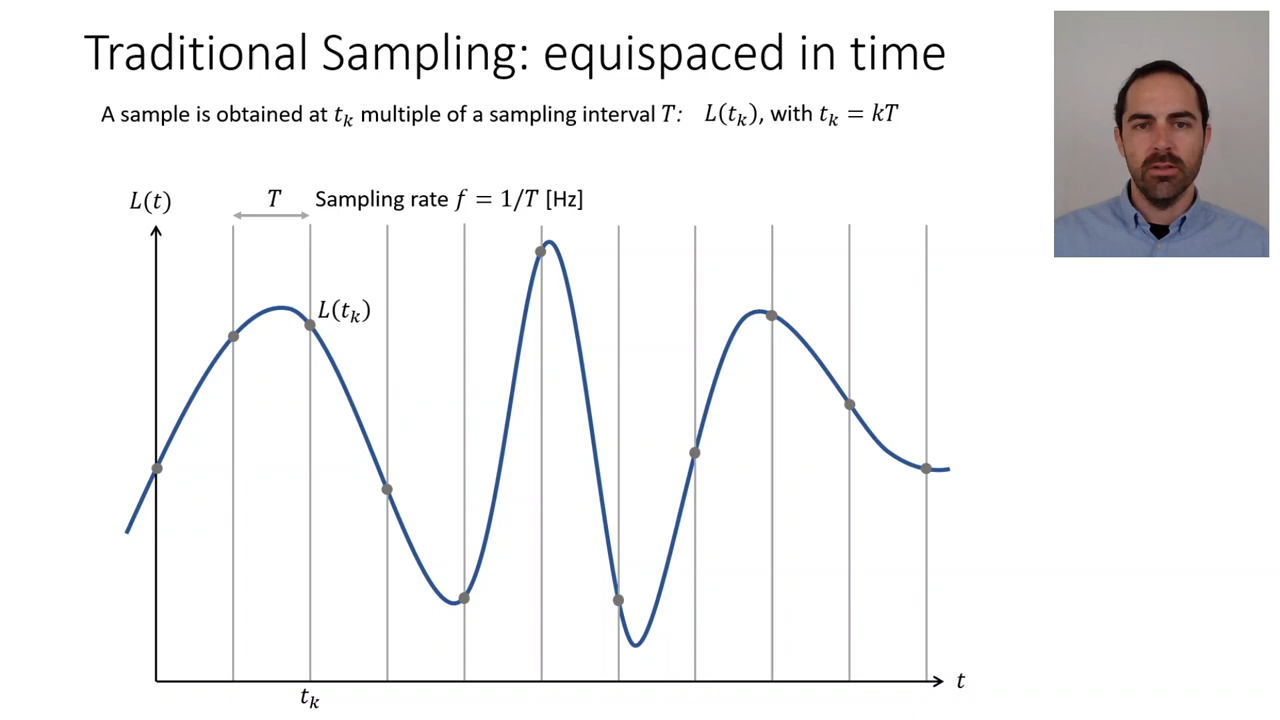 Traditional Sampling: equispaced in time
A sample is obtained at tₖ multiple of a sampling interval T: L(tₖ), with tₖ = kT
L(t)
T
Sampling rate f = 1/T [Hz]
L(tₖ)
t
tₖ